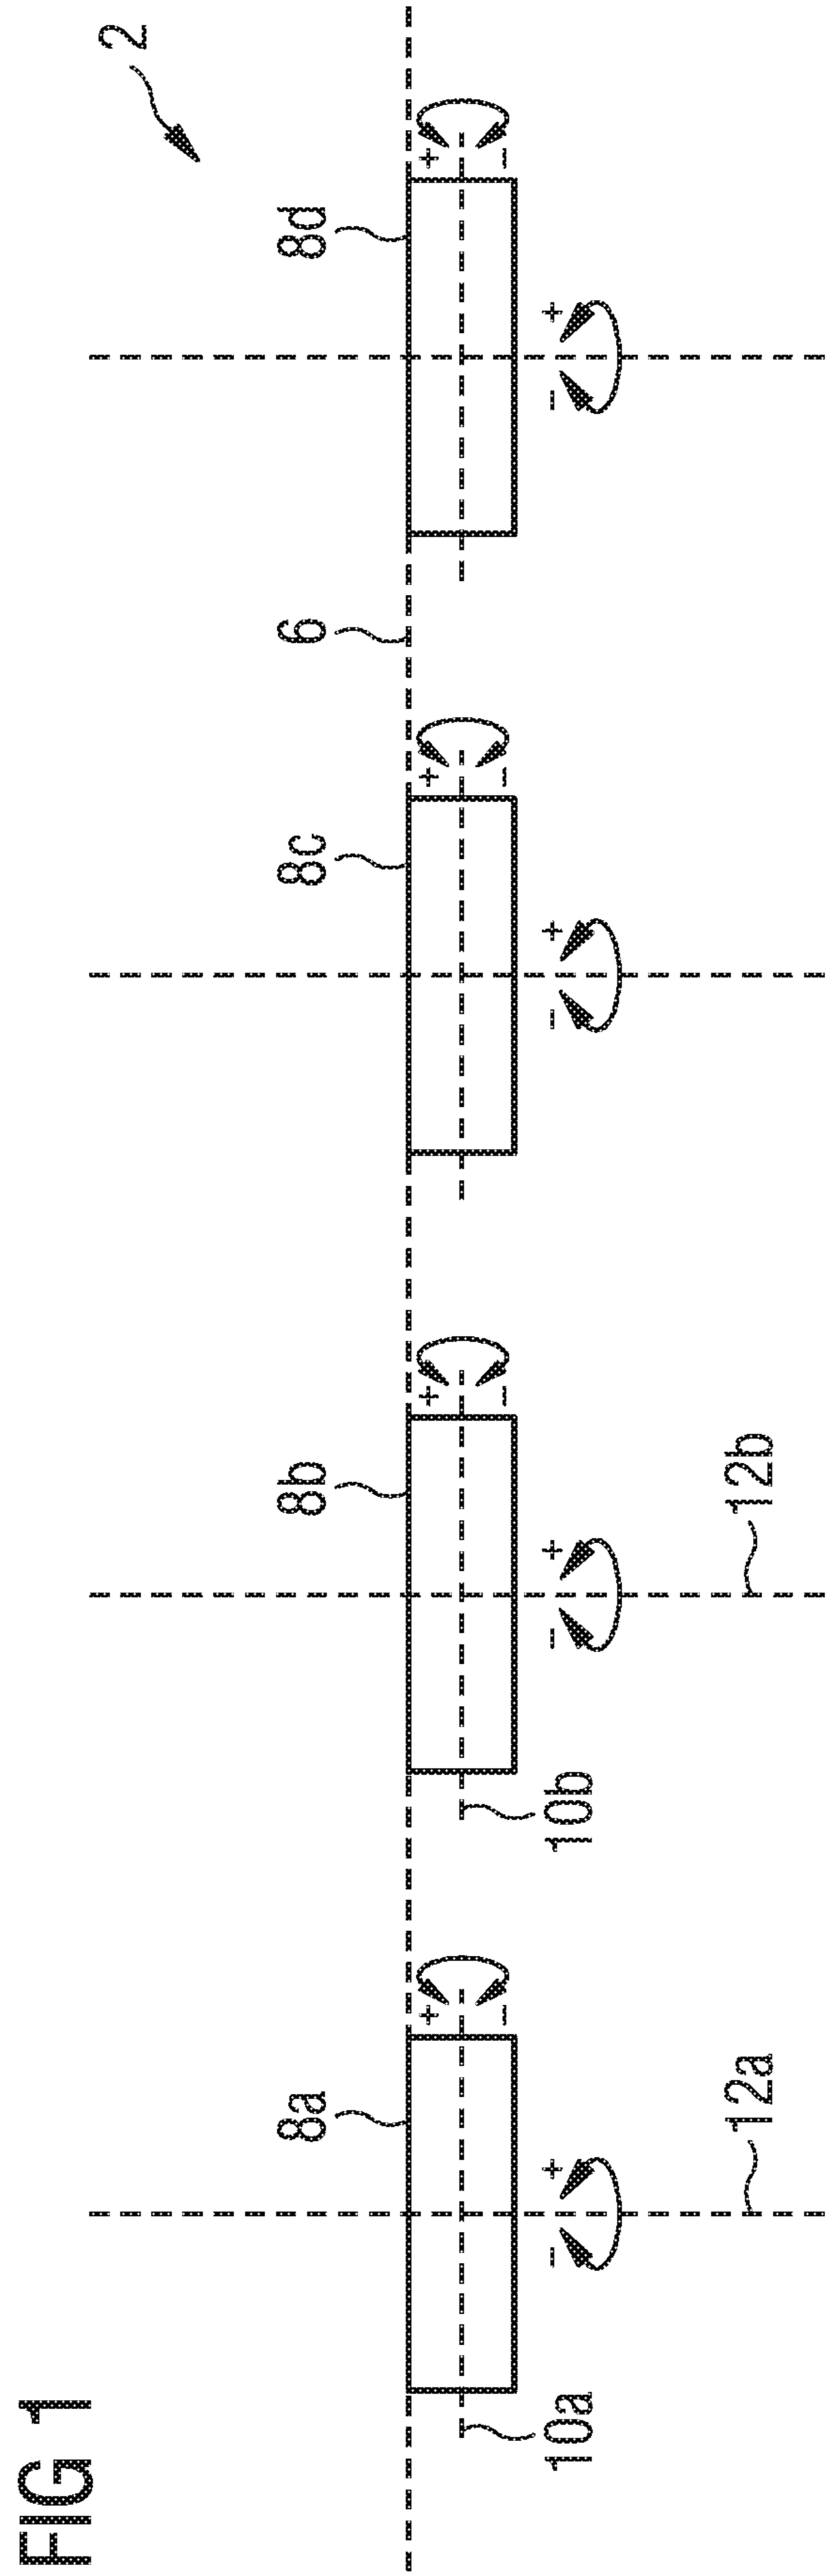 FIG 1
2
8a
8b
8c
6
8d
+
−
+
−
+
−
+
−
−
+
−
+
−
+
−
+
10a
10b
12a
12b